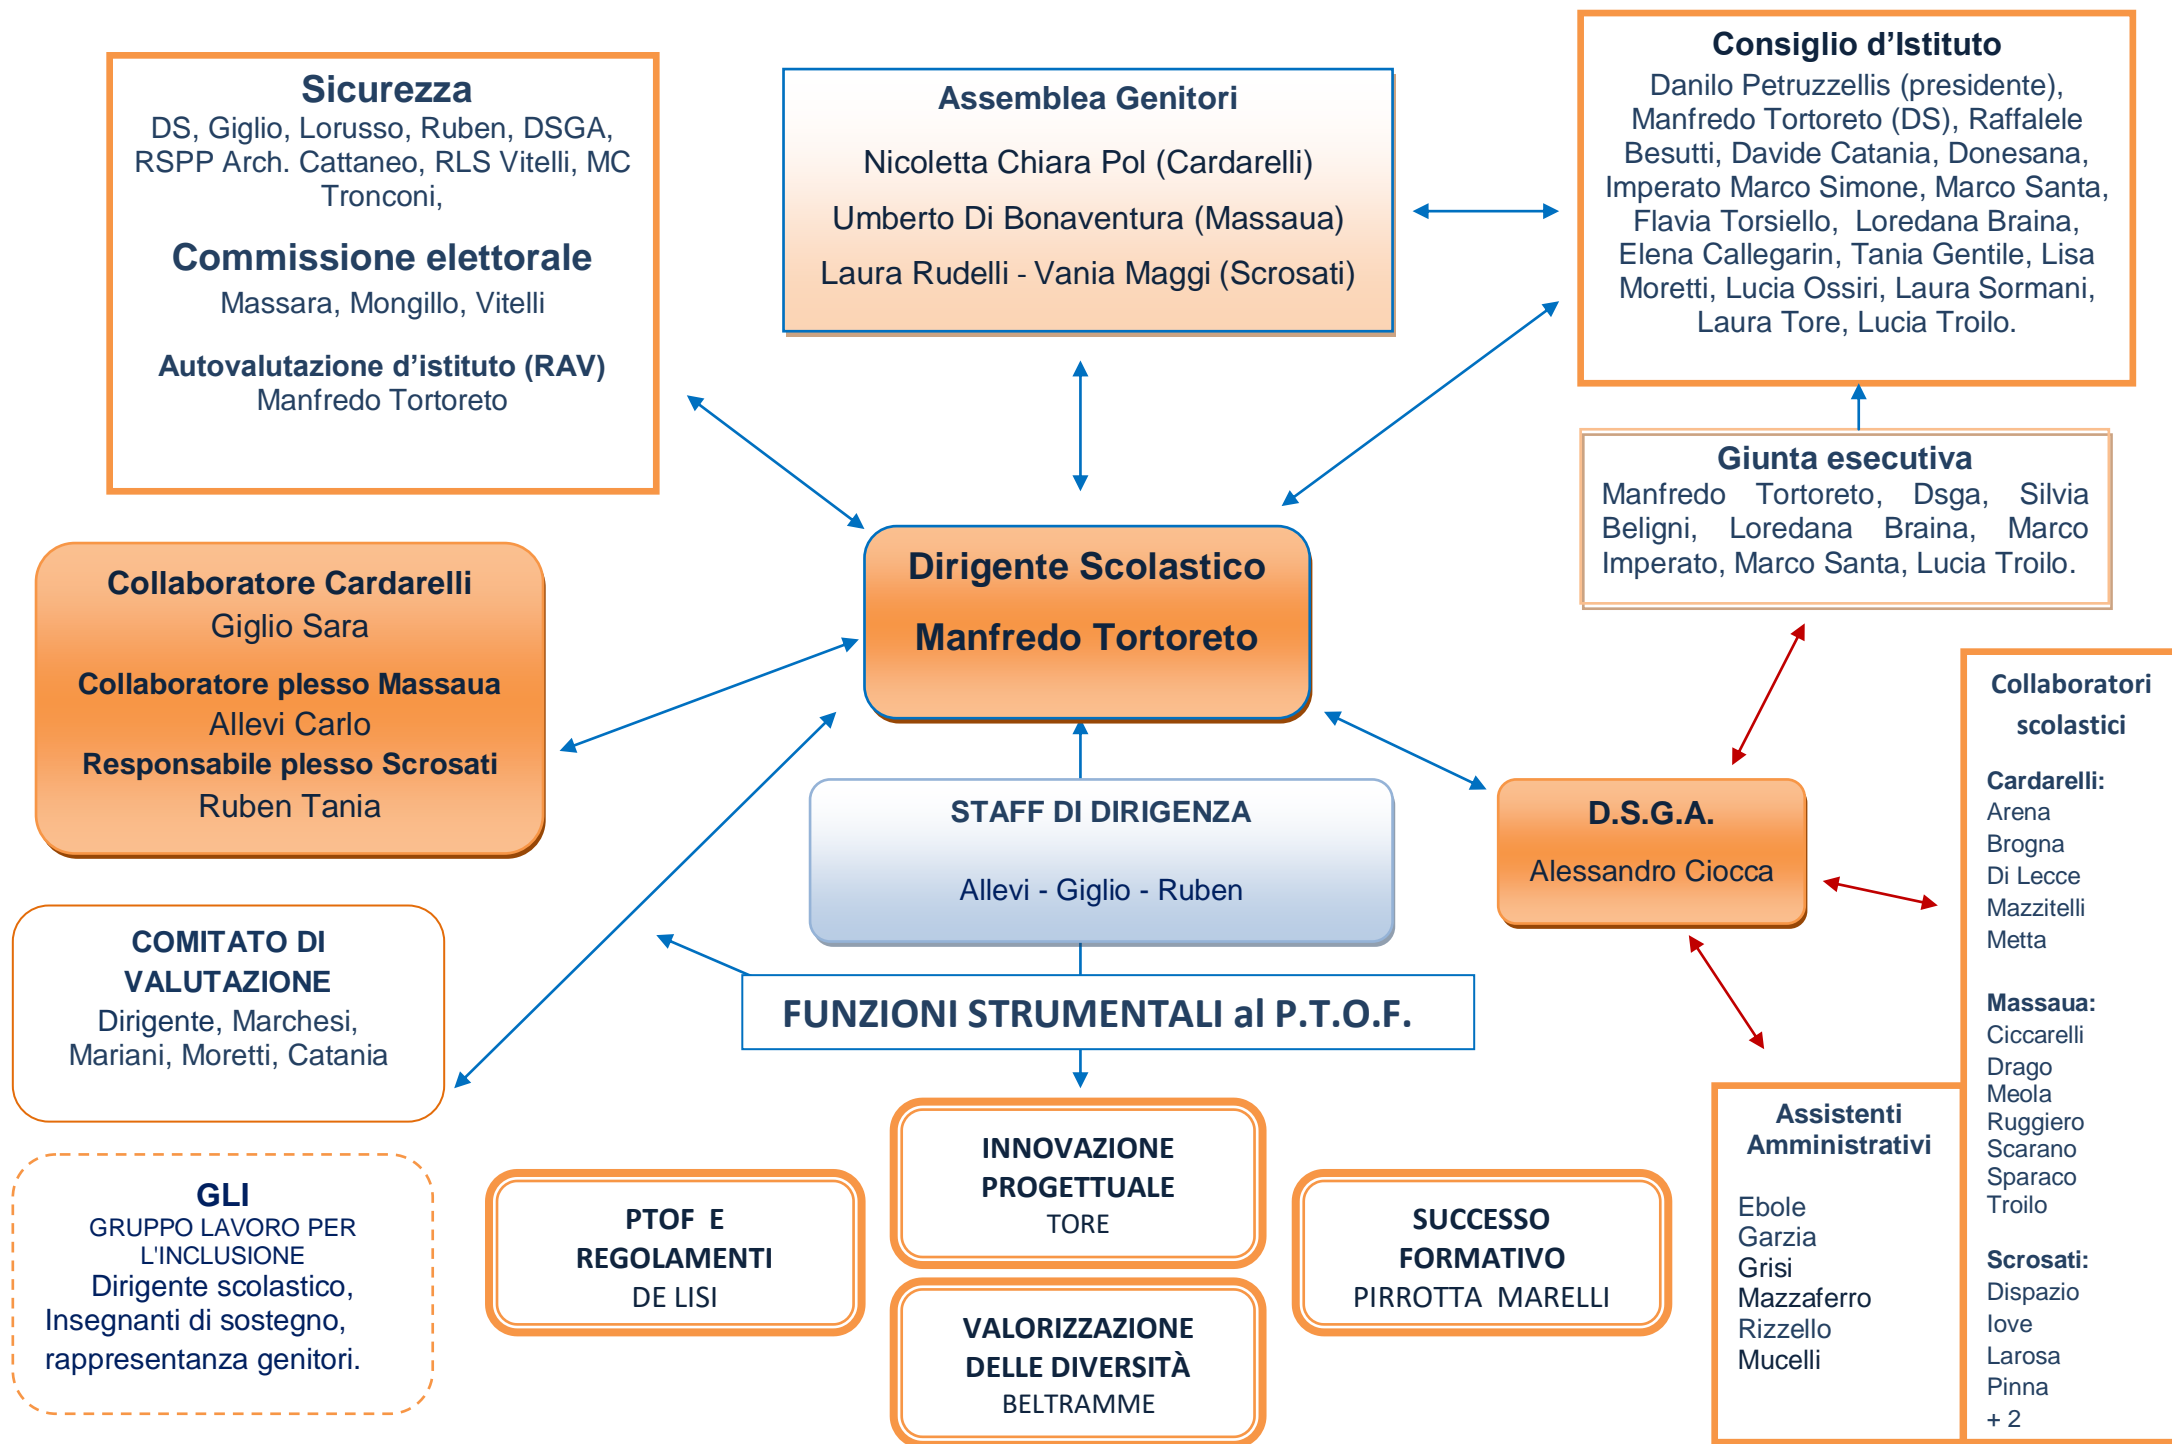 Sicurezza
DS, Giglio, Lorusso, Ruben, DSGA,
RSPP Arch. Cattaneo, RLS Vitelli, MC
Tronconi,
Commissione elettorale
Massara, Mongillo, Vitelli
Autovalutazione d’istituto (RAV)
Manfredo Tortoreto
Assemblea Genitori
Nicoletta Chiara Pol (Cardarelli)
Umberto Di Bonaventura (Massaua)
Laura Rudelli - Vania Maggi (Scrosati)
Consiglio d’Istituto
Danilo Petruzzellis (presidente),
Manfredo Tortoreto (DS), Raffalele
Besutti, Davide Catania, Donesana,
Imperato Marco Simone, Marco Santa,
Flavia Torsiello, Loredana Braina,
Elena Callegarin, Tania Gentile, Lisa
Moretti, Lucia Ossiri, Laura Sormani,
Laura Tore, Lucia Troilo.
Giunta esecutiva
Manfredo Tortoreto, Dsga, Silvia
Beligni, Loredana Braina, Marco
Imperato, Marco Santa, Lucia Troilo.
Dirigente Scolastico
Manfredo Tortoreto
Collaboratore Cardarelli
Giglio Sara
Collaboratore plesso Massaua
Allevi Carlo
Responsabile plesso Scrosati
Ruben Tania
STAFF DI DIRIGENZA
Allevi - Giglio - Ruben
D.S.G.A.
Alessandro Ciocca
Collaboratori
scolastici
Cardarelli:
Arena
Brogna
Di Lecce
Mazzitelli
Metta
Massaua:
Ciccarelli
Drago
Meola
Ruggiero
Scarano
Sparaco
Troilo
Scrosati:
Dispazio
Iove
Larosa
Pinna
+ 2
COMITATO DI
VALUTAZIONE
Dirigente, Marchesi,
Mariani, Moretti, Catania
FUNZIONI STRUMENTALI al P.T.O.F.
Assistenti
Amministrativi
Ebole
Garzia
Grisi
Mazzaferro
Rizzello
Mucelli
GLI
GRUPPO LAVORO PER
L'INCLUSIONE
Dirigente scolastico,
Insegnanti di sostegno,
rappresentanza genitori.
PTOF E
REGOLAMENTI
DE LISI
INNOVAZIONE
PROGETTUALE
TORE
VALORIZZAZIONE
DELLE DIVERSITÀ
BELTRAMME
SUCCESSO
FORMATIVO
PIRROTTA MARELLI